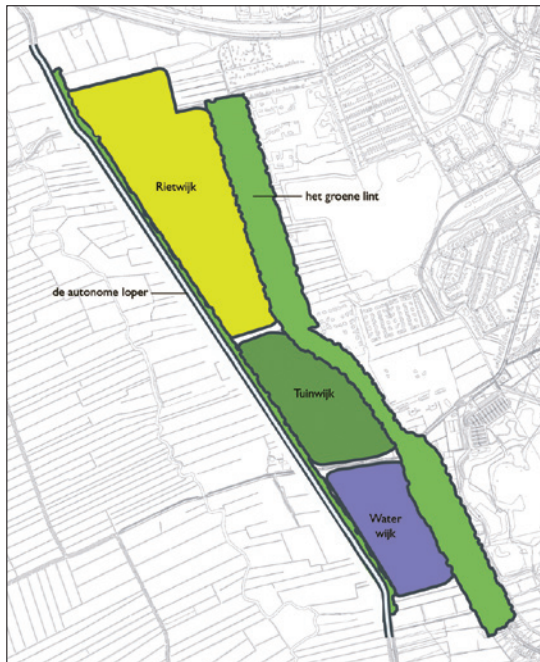 Rietwijk
het groene lint
de autonome loper
Tuinwijk
Water
wijk